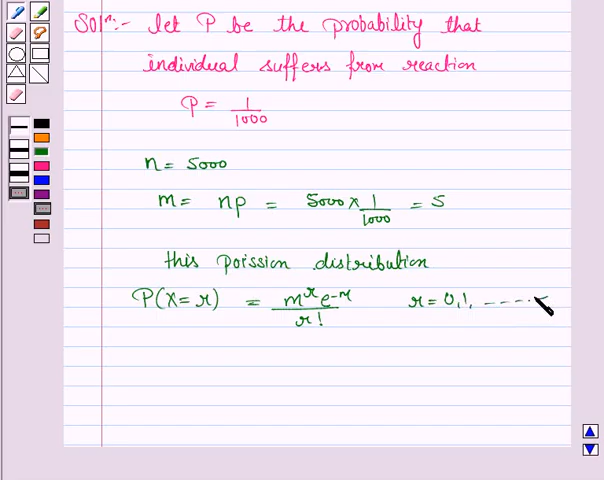 Solⁿ:- let P be the probability that
individual suffers from reaction
P = 1/1000
n = 5000
m = np = 5000 × 1/1000 = 5
this poission distribution
P(X = r) = m^r e^-m / r! r = 0,1, -----